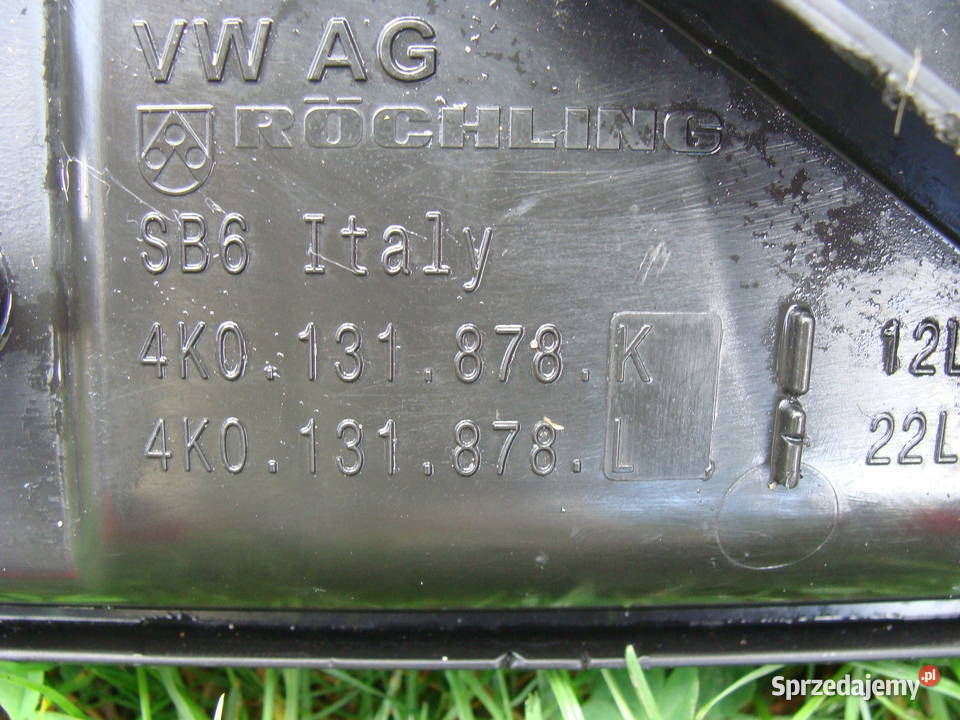 VW AG
RÖCHLING
SB6 Italy
4K0.131.878.K 12L
4K0.131.878.L 22L
Sprzedajemy.pl